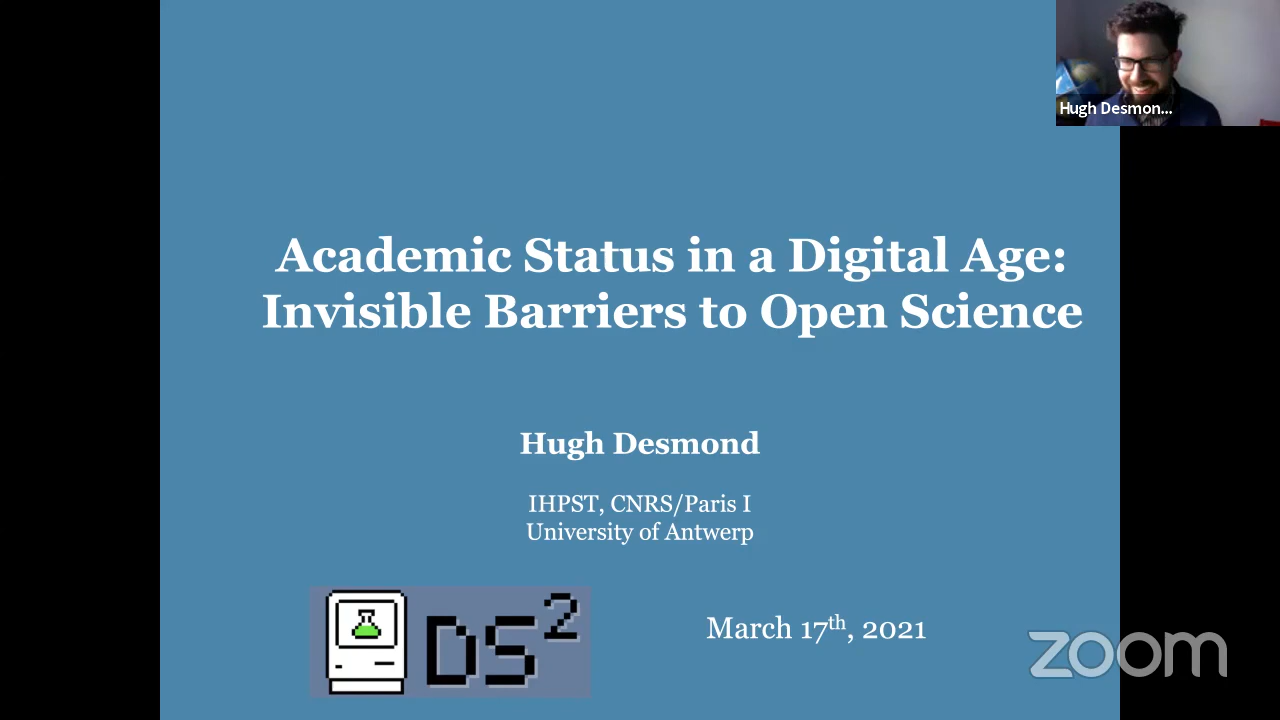 Hugh Desmon...
Academic Status in a Digital Age:
Invisible Barriers to Open Science
Hugh Desmond
IHPST, CNRS/Paris I
University of Antwerp
DS²
March 17th, 2021
zoom